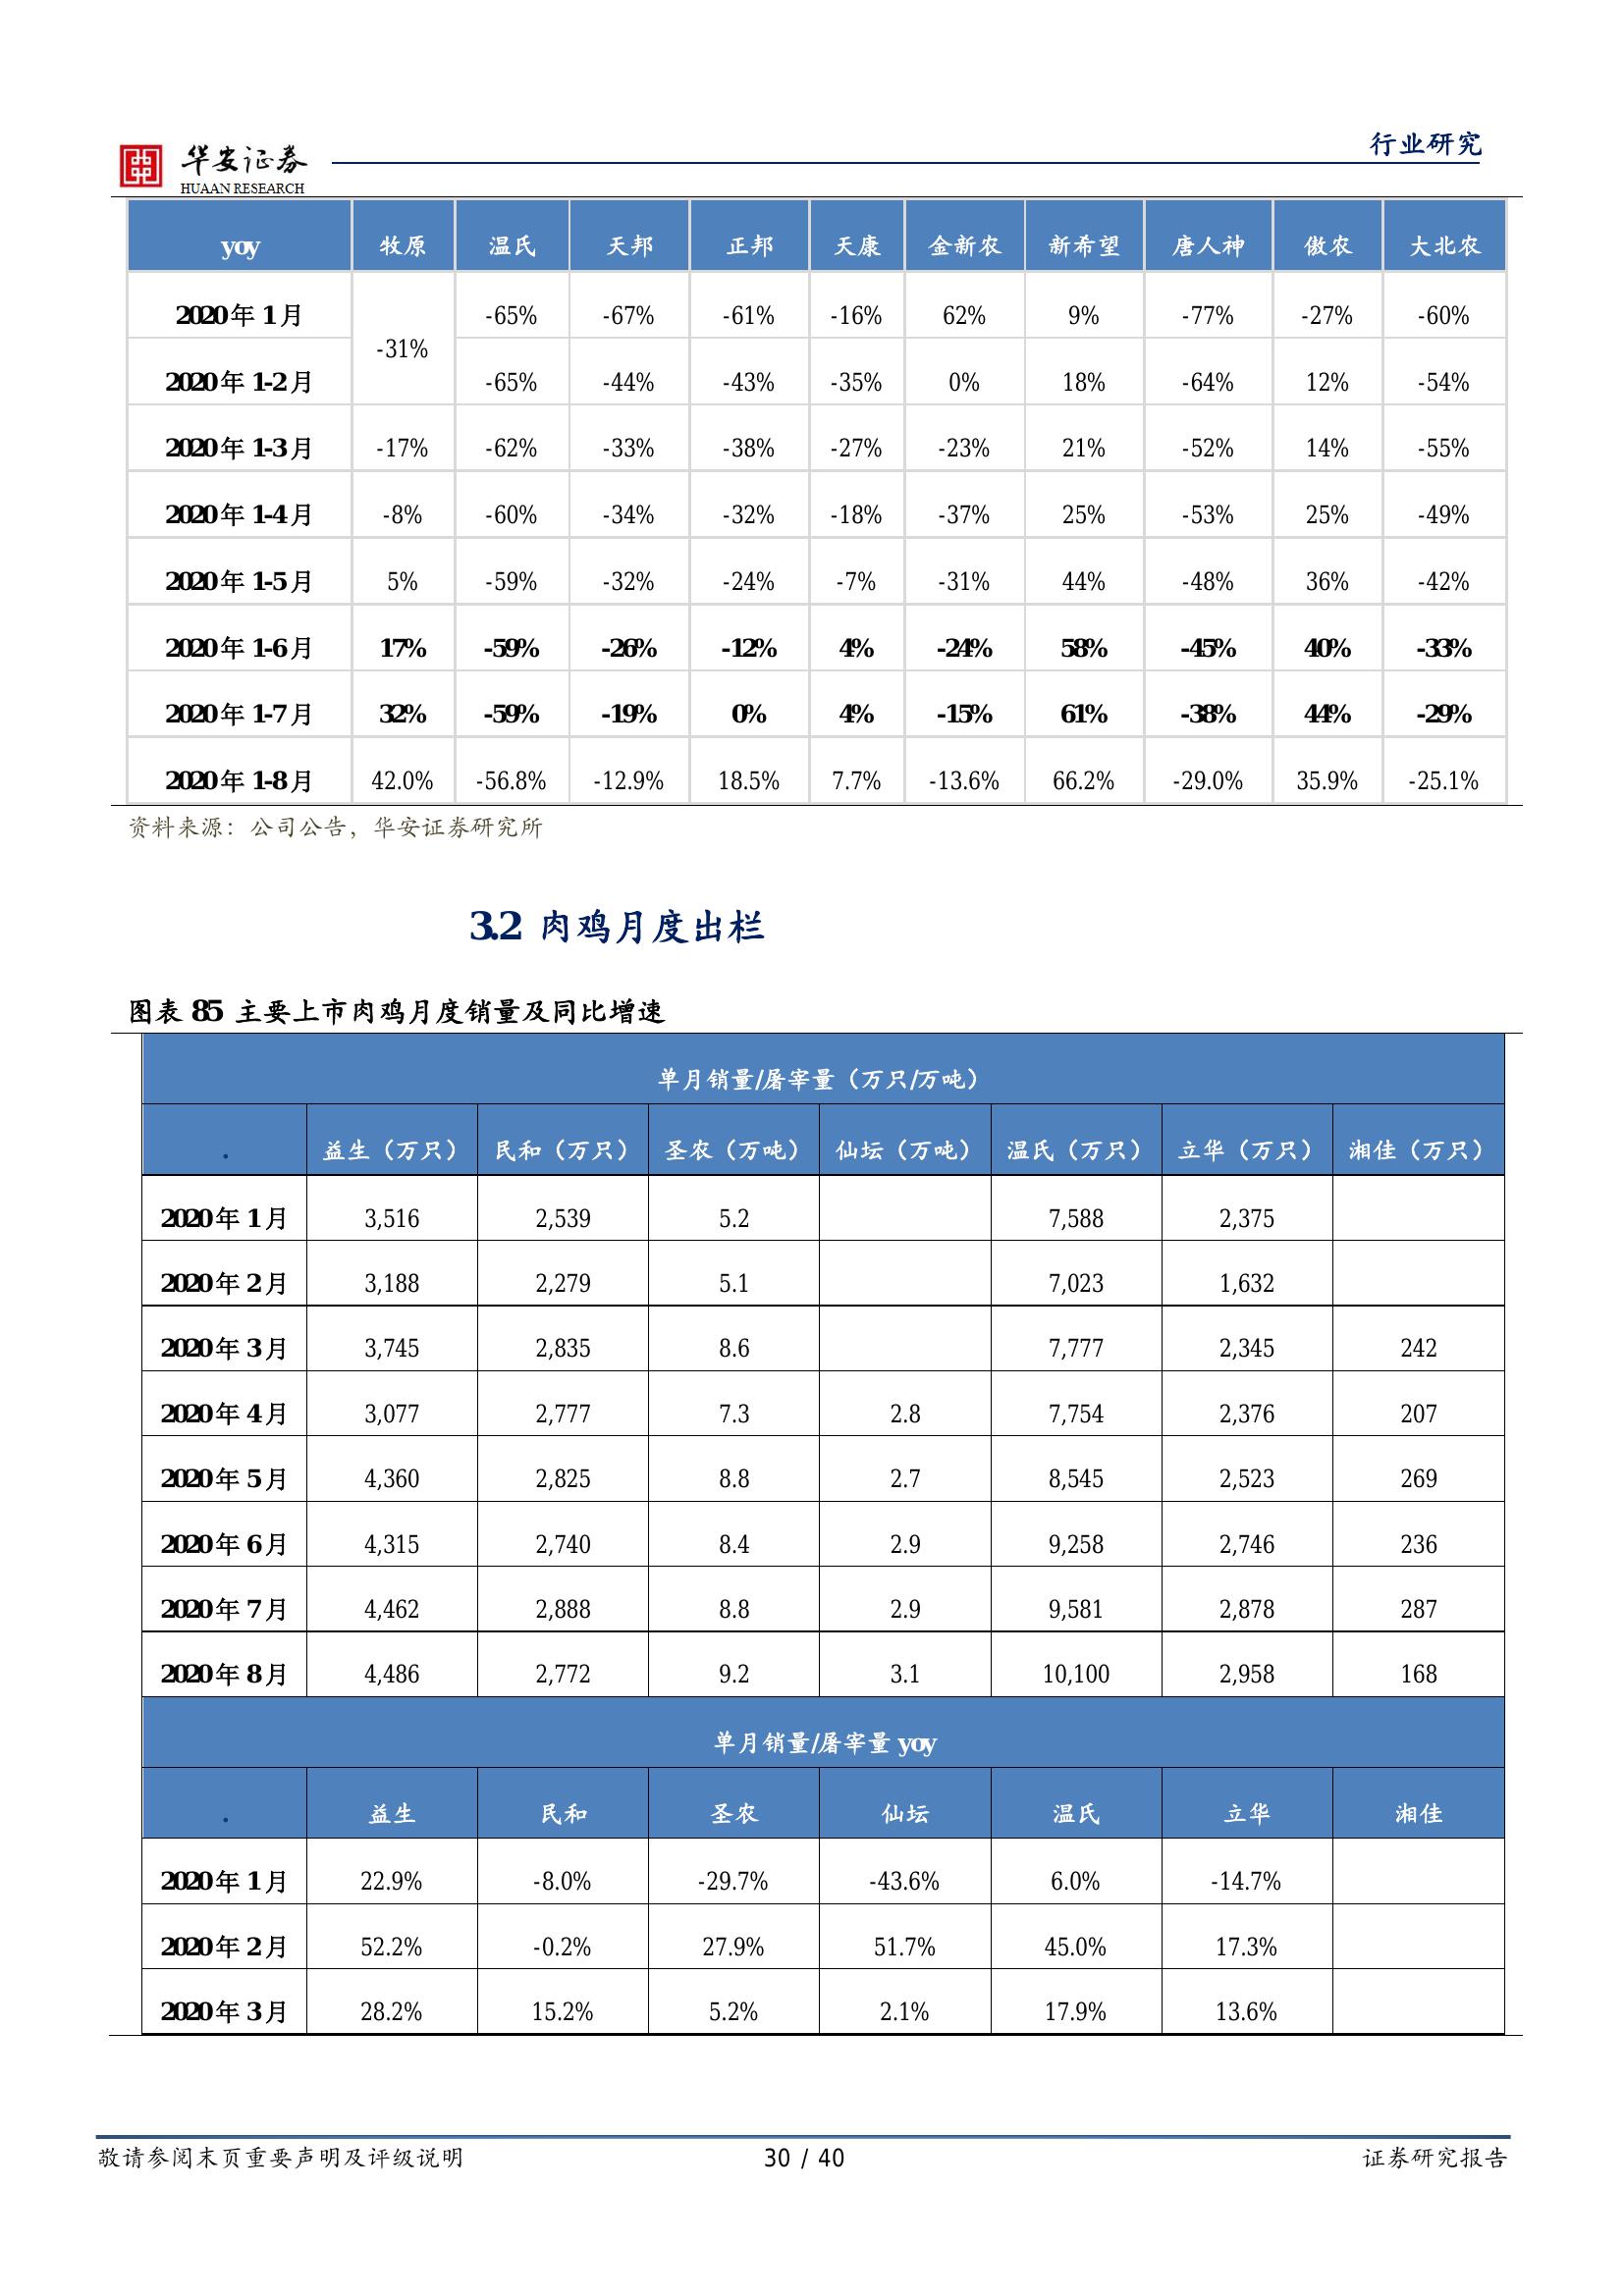 华安证券
HUAAN RESEARCH
行业研究
yoy 牧原 温氏 天邦 正邦 天康 金新农 新希望 唐人神 傲农 大北农
2020年1月 -31% -65% -67% -61% -16% 62% 9% -77% -27% -60%
2020年1-2月 -65% -44% -43% -35% 0% 18% -64% 12% -54%
2020年1-3月 -17% -62% -33% -38% -27% -23% 21% -52% 14% -55%
2020年1-4月 -8% -60% -34% -32% -18% -37% 25% -53% 25% -49%
2020年1-5月 5% -59% -32% -24% -7% -31% 44% -48% 36% -42%
2020年1-6月 17% -59% -26% -12% 4% -24% 58% -45% 40% -33%
2020年1-7月 32% -59% -19% 0% 4% -15% 61% -38% 44% -29%
2020年1-8月 42.0% -56.8% -12.9% 18.5% 7.7% -13.6% 66.2% -29.0% 35.9% -25.1%
资料来源：公司公告，华安证券研究所
3.2 肉鸡月度出栏
图表 85 主要上市肉鸡月度销量及同比增速
单月销量/屠宰量（万只/万吨）
. 益生（万只） 民和（万只） 圣农（万吨） 仙坛（万吨） 温氏（万只） 立华（万只） 湘佳（万只）
2020年1月 3,516 2,539 5.2 7,588 2,375
2020年2月 3,188 2,279 5.1 7,023 1,632
2020年3月 3,745 2,835 8.6 7,777 2,345 242
2020年4月 3,077 2,777 7.3 2.8 7,754 2,376 207
2020年5月 4,360 2,825 8.8 2.7 8,545 2,523 269
2020年6月 4,315 2,740 8.4 2.9 9,258 2,746 236
2020年7月 4,462 2,888 8.8 2.9 9,581 2,878 287
2020年8月 4,486 2,772 9.2 3.1 10,100 2,958 168
单月销量/屠宰量 yoy
. 益生 民和 圣农 仙坛 温氏 立华 湘佳
2020年1月 22.9% -8.0% -29.7% -43.6% 6.0% -14.7%
2020年2月 52.2% -0.2% 27.9% 51.7% 45.0% 17.3%
2020年3月 28.2% 15.2% 5.2% 2.1% 17.9% 13.6%
敬请参阅末页重要声明及评级说明 30 / 40 证券研究报告